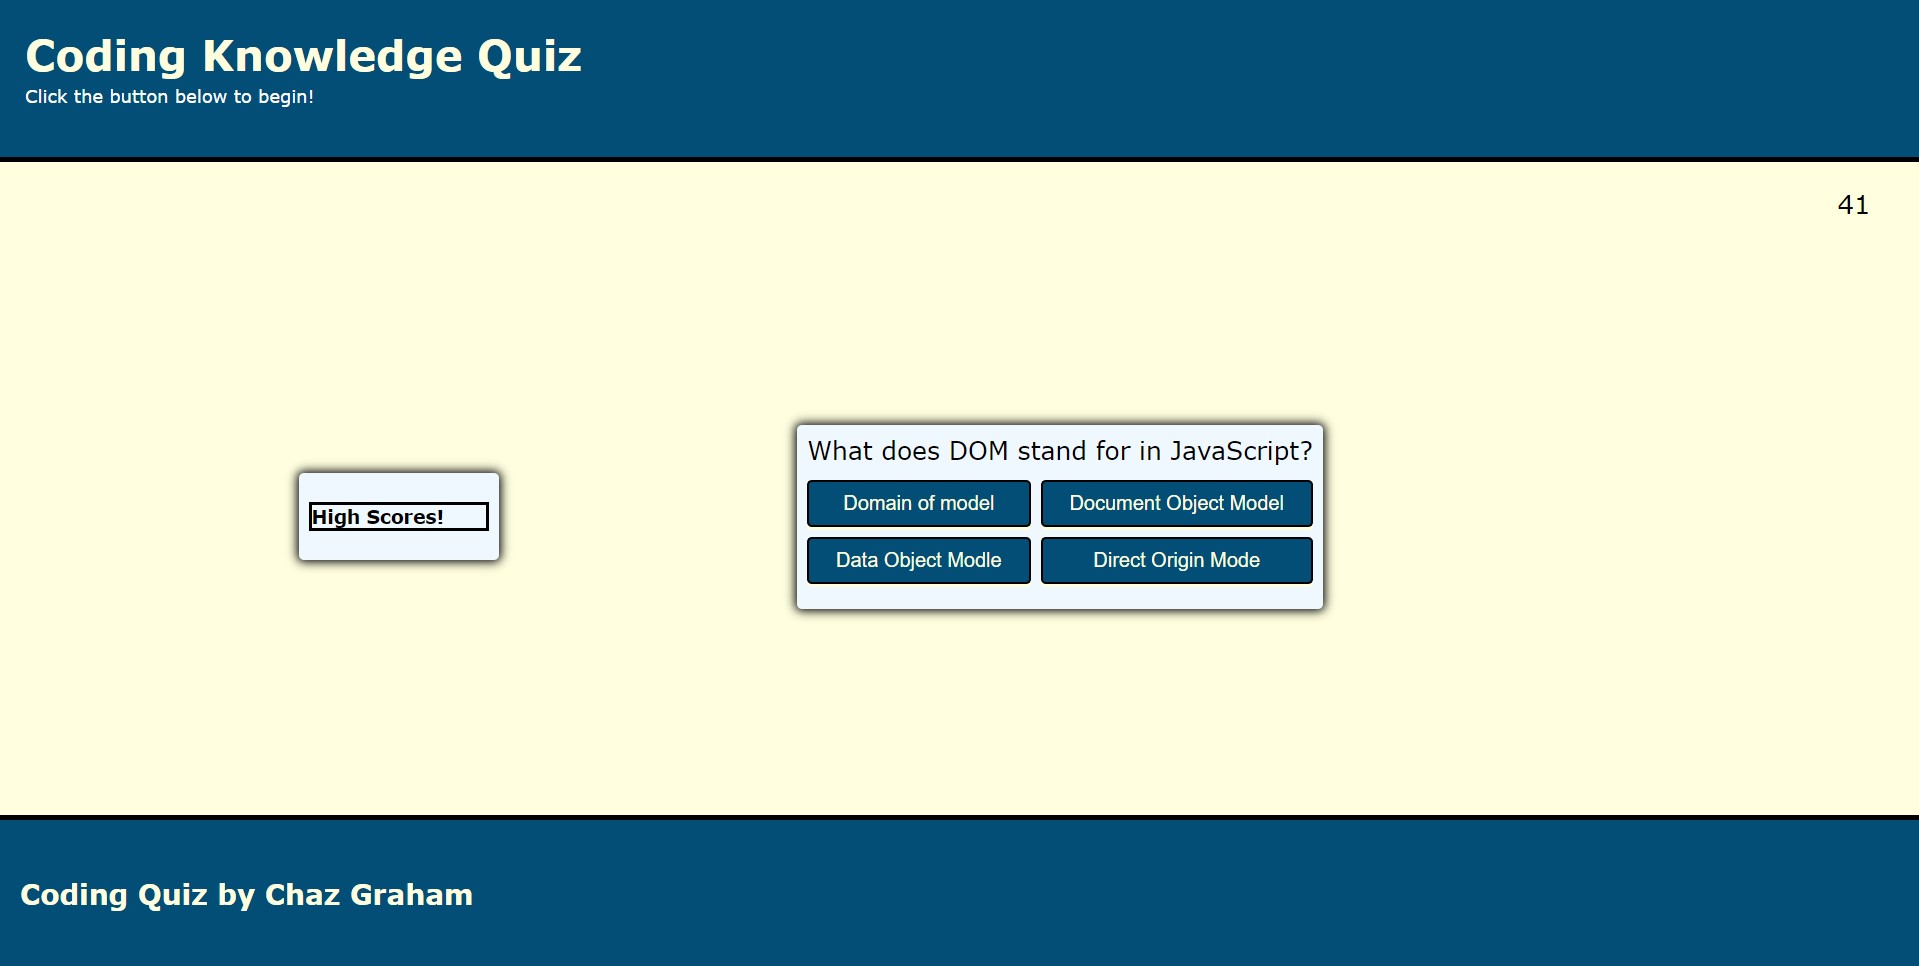 Coding Knowledge Quiz
Click the button below to begin!
41
High Scores!
What does DOM stand for in JavaScript?
Domain of model
Document Object Model
Data Object Modle
Direct Origin Mode
Coding Quiz by Chaz Graham